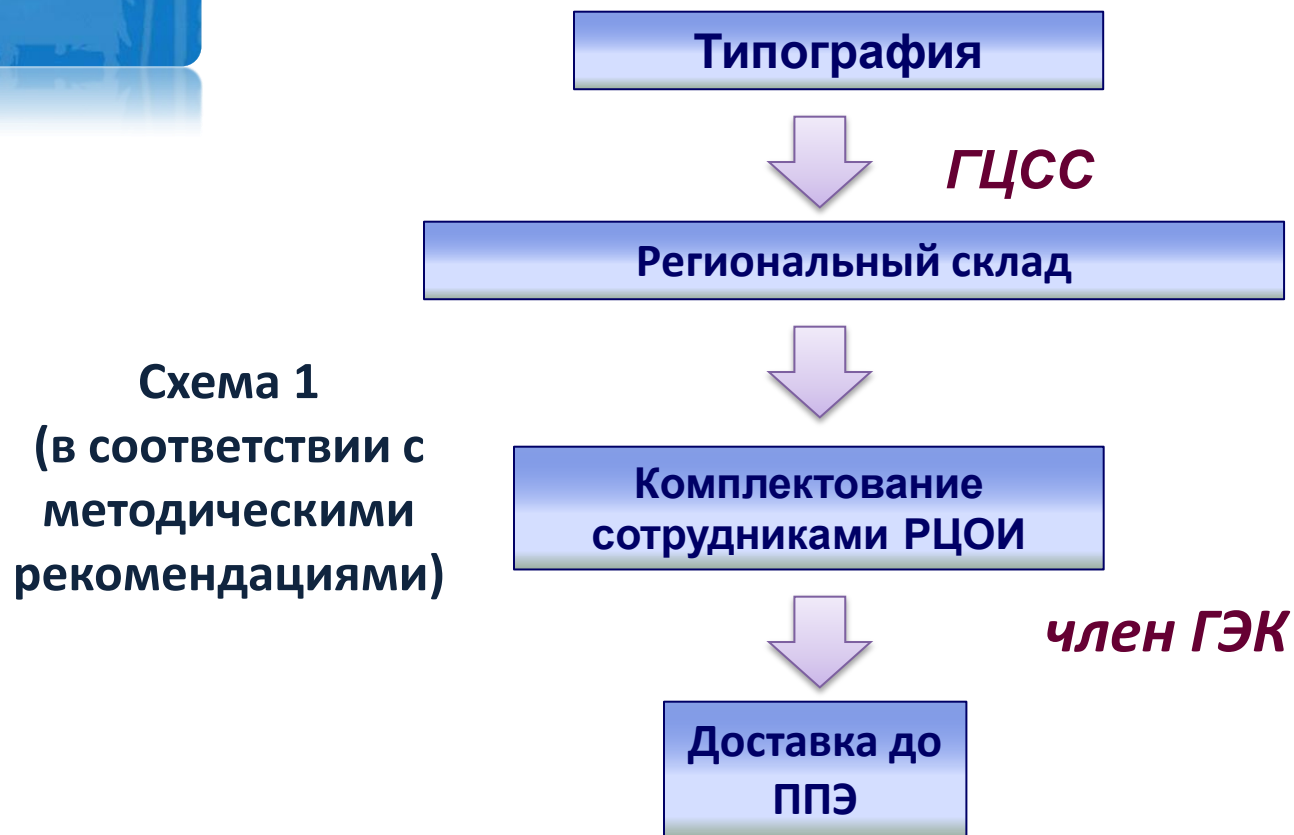 Типография
ГЦСС
Региональный склад
Схема 1
(в соответствии с
методическими
рекомендациями)
Комплектование
сотрудниками РЦОИ
член ГЭК
Доставка до
ППЭ